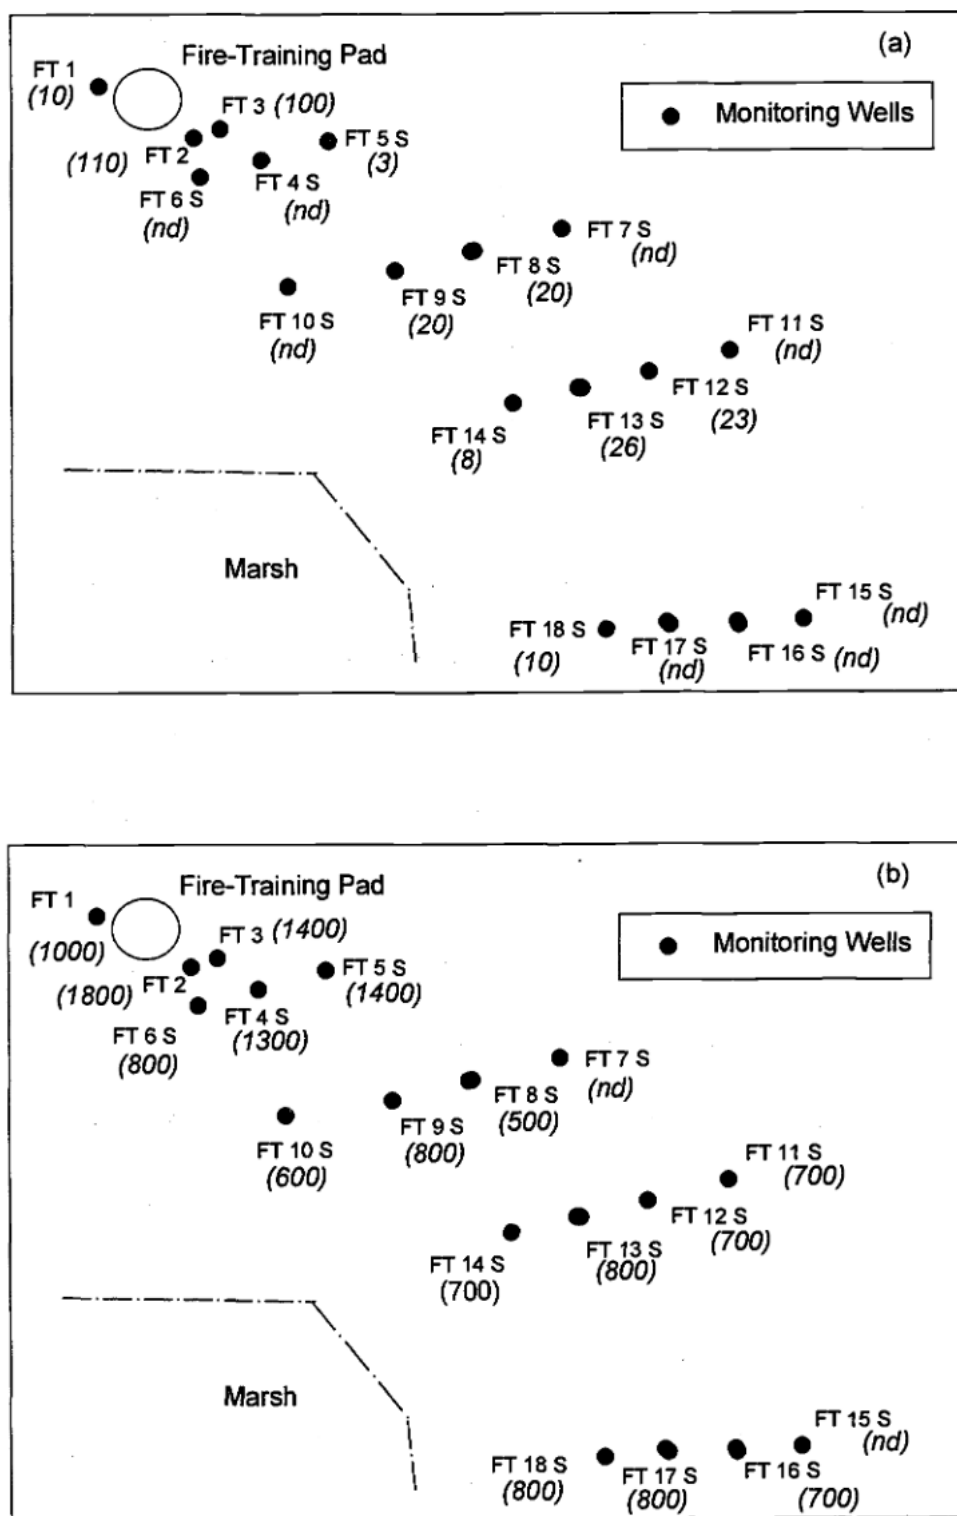 (a)
Fire-Training Pad
Monitoring Wells
FT 1
(10)
FT 3 (100)
FT 2
(110)
FT 5 S
(3)
FT 4 S
(nd)
FT 6 S
(nd)
FT 7 S
(nd)
FT 8 S
(20)
FT 9 S
(20)
FT 10 S
(nd)
FT 11 S
(nd)
FT 12 S
(23)
FT 13 S
(26)
FT 14 S
(8)
Marsh
FT 15 S
(nd)
FT 16 S (nd)
FT 17 S
(nd)
FT 18 S
(10)
(b)
Fire-Training Pad
Monitoring Wells
FT 1
(1000)
FT 3 (1400)
FT 2
(1800)
FT 5 S
(1400)
FT 4 S
(1300)
FT 6 S
(800)
FT 7 S
(nd)
FT 8 S
(500)
FT 9 S
(800)
FT 10 S
(600)
FT 11 S
(700)
FT 12 S
(700)
FT 13 S
(800)
FT 14 S
(700)
Marsh
FT 15 S
(nd)
FT 16 S
(700)
FT 17 S
(800)
FT 18 S
(800)